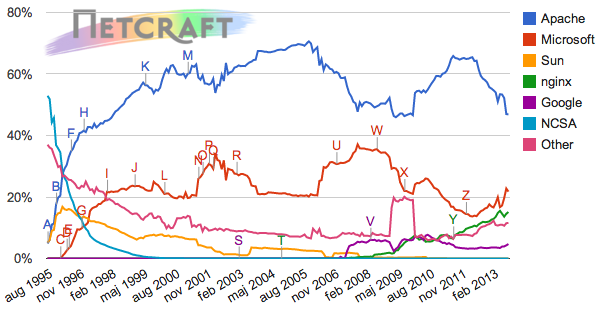 80%
NETCRAFT
Apache
Microsoft
Sun
nginx
Google
NCSA
Other
60%
40%
20%
0%
K
M
F
H
B
C
D
E
G
I
J
L
N
O
P
Q
R
S
T
U
V
W
X
Y
Z
A
aug 1995
nov 1996
feb 1998
maj 1999
aug 2000
nov 2001
feb 2003
maj 2004
aug 2005
nov 2006
feb 2008
maj 2009
aug 2010
nov 2011
feb 2013